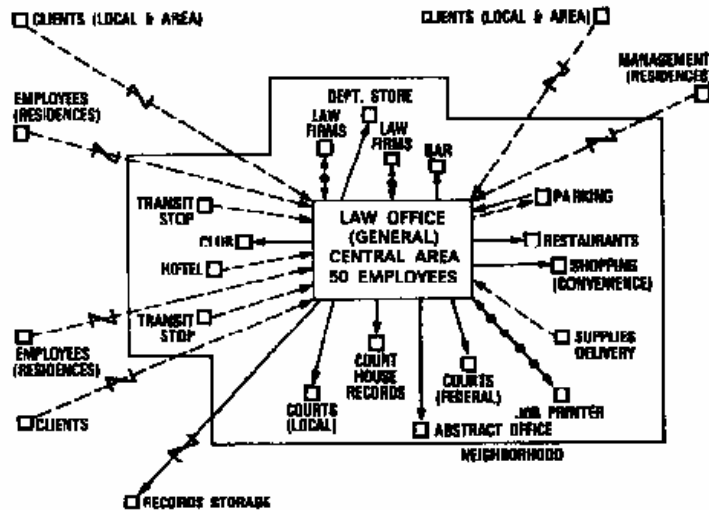 CLIENTS (LOCAL & AREA)
CLIENTS (LOCAL & AREA)
MANAGEMENT
(RESIDENCES)
EMPLOYEES
(RESIDENCES)
DEPT. STORE
LAW
FIRMS
LAW
FIRMS
BAR
TRANSIT
STOP
PARKING
LAW OFFICE
(GENERAL)
CENTRAL AREA
50 EMPLOYEES
CLUB
RESTAURANTS
HOTEL
SHOPPING
(CONVENIENCE)
TRANSIT
STOP
EMPLOYEES
(RESIDENCES)
SUPPLIES
DELIVERY
COURT
HOUSE
RECORDS
COURTS
(FEDERAL)
COURTS
(LOCAL)
JOB PRINTER
CLIENTS
ABSTRACT OFFICE
NEIGHBORHOOD
RECORDS STORAGE